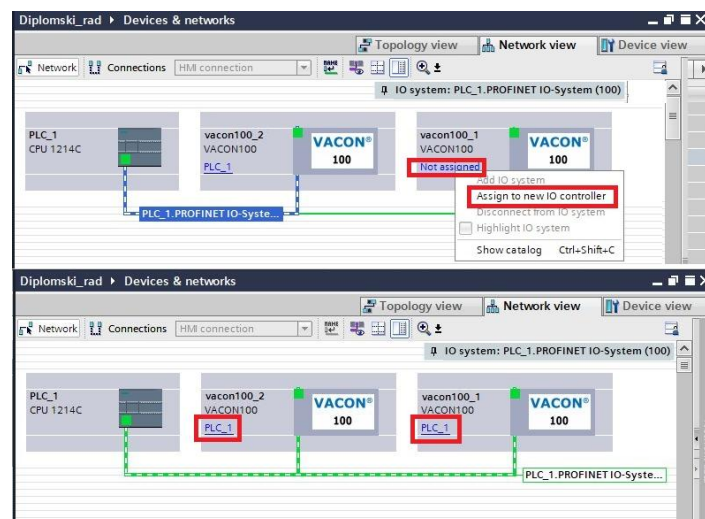 Diplomski_rad ▸ Devices & networks
Topology view Network view Device view
Network Connections HMI connection
IO system: PLC_1.PROFINET IO-System (100)
PLC_1
CPU 1214C
vacon100_2
VACON100
PLC_1
VACON®
100
vacon100_1
VACON100
Not assigned
VACON®
100
Add IO system
Assign to new IO controller
Disconnect from IO system
Highlight IO system
Show catalog Ctrl+Shift+C
PLC_1.PROFINET IO-Syste...
Diplomski_rad ▸ Devices & networks
Topology view Network view Device view
Network Connections HMI connection
IO system: PLC_1.PROFINET IO-System (100)
PLC_1
CPU 1214C
vacon100_2
VACON100
PLC_1
VACON®
100
vacon100_1
VACON100
PLC_1
VACON®
100
PLC_1.PROFINET IO-Syste...